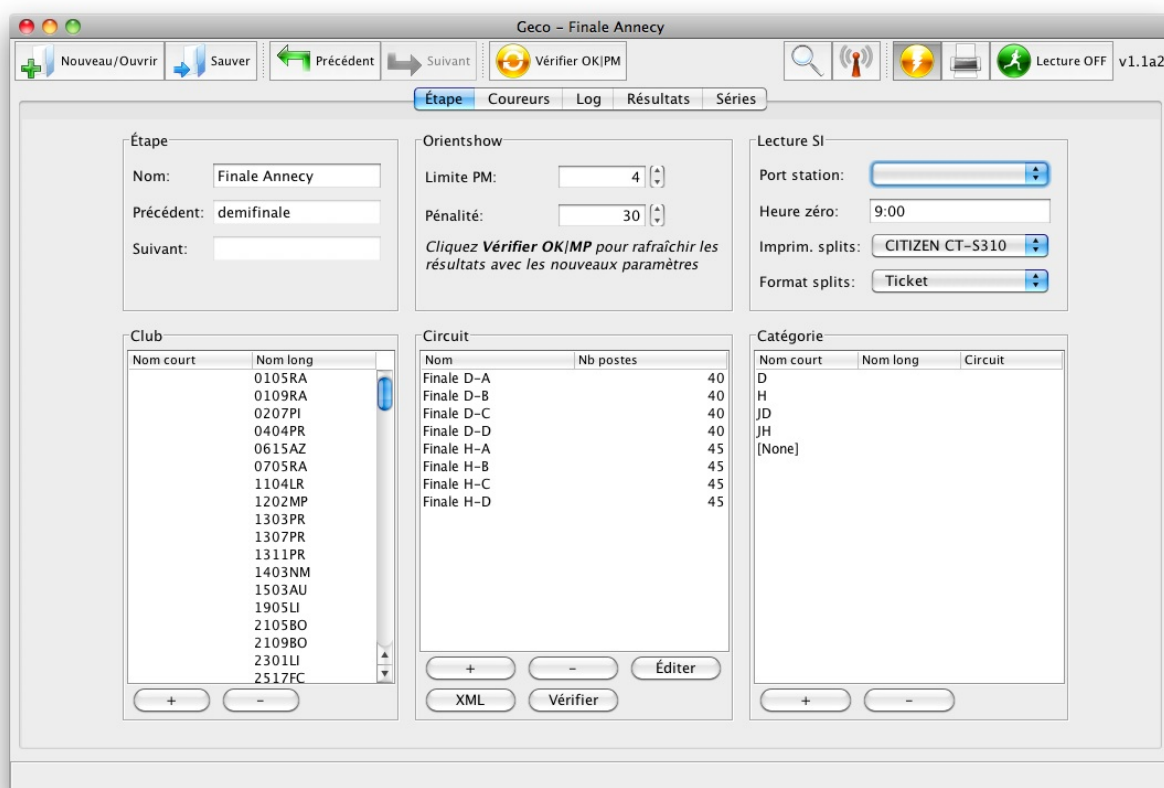 Geco - Finale Annecy
Nouveau/Ouvrir Sauver Précédent Suivant Vérifier OK|PM Lecture OFF v1.1a2
Étape Coureurs Log Résultats Séries
Étape
Nom: Finale Annecy
Précédent: demifinale
Suivant:
Orientshow
Limite PM: 4
Pénalité: 30
Cliquez Vérifier OK|MP pour rafraîchir les
résultats avec les nouveaux paramètres
Lecture SI
Port station:
Heure zéro: 9:00
Imprim. splits: CITIZEN CT-S310
Format splits: Ticket
Club
Nom court Nom long
0105RA
0109RA
0207PI
0404PR
0615AZ
0705RA
1104LR
1202MP
1303PR
1307PR
1311PR
1403NM
1503AU
1905LI
2105BO
2109BO
2301LI
2517FC
+ -
Circuit
Nom Nb postes
Finale D-A 40
Finale D-B 40
Finale D-C 40
Finale D-D 40
Finale H-A 45
Finale H-B 45
Finale H-C 45
Finale H-D 45
+ - Éditer
XML Vérifier
Catégorie
Nom court Nom long Circuit
D
H
JD
JH
[None]
+ -